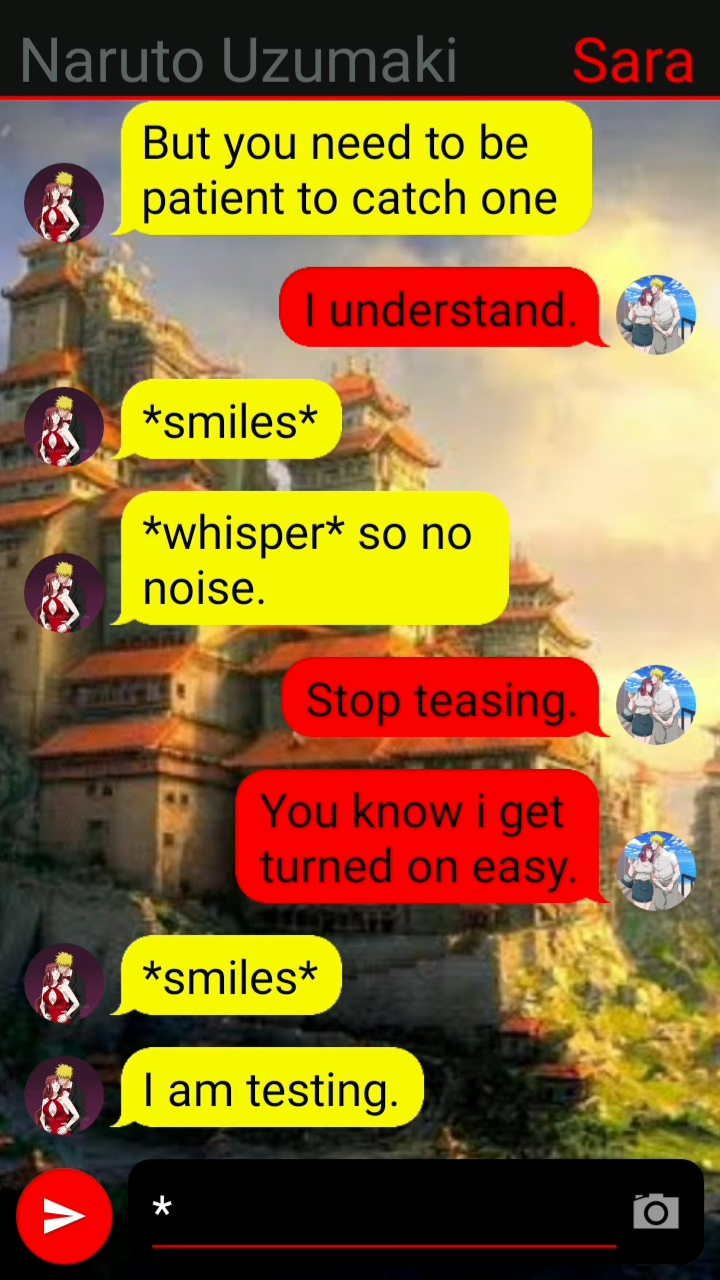 Naruto Uzumaki Sara
But you need to be
patient to catch one
I understand.
*smiles*
*whisper* so no
noise.
Stop teasing.
You know i get
turned on easy.
*smiles*
I am testing.
*